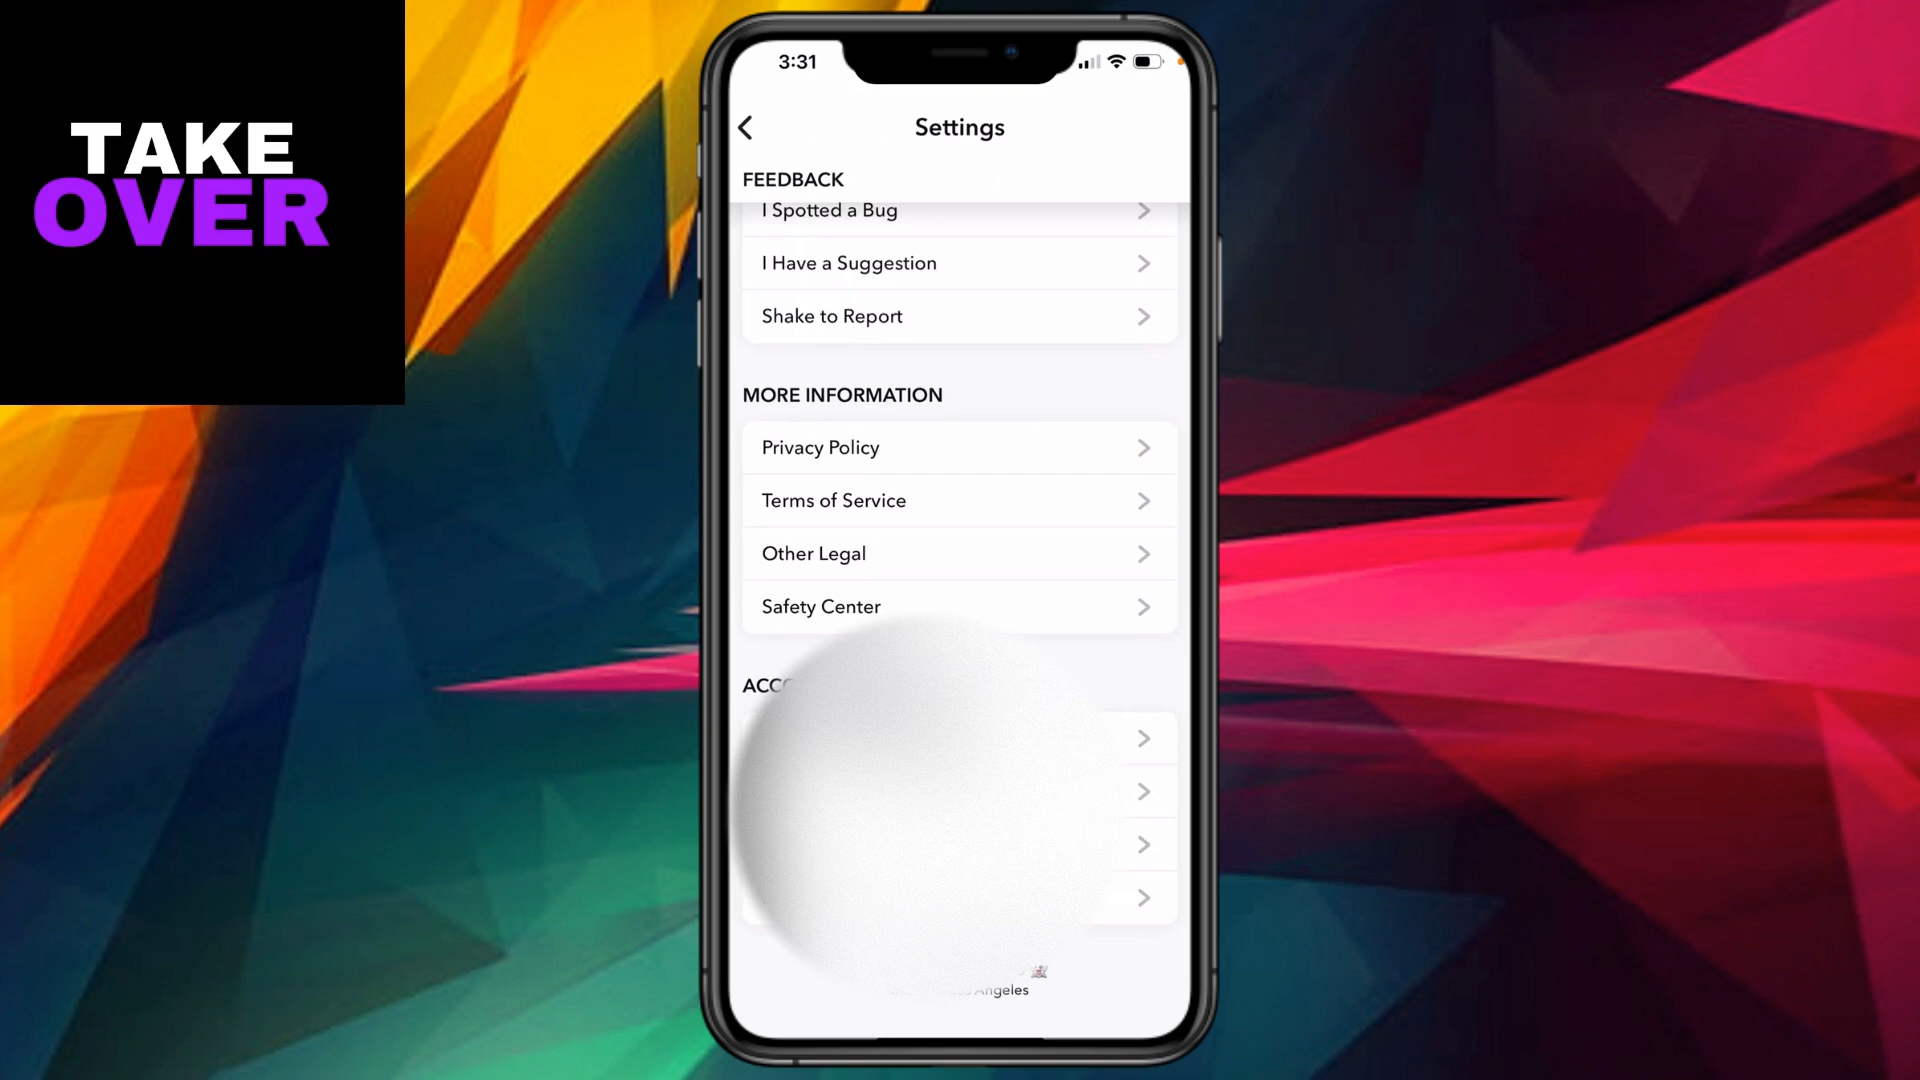 TAKE
OVER
3:31
Settings
FEEDBACK
I Spotted a Bug
I Have a Suggestion
Shake to Report
MORE INFORMATION
Privacy Policy
Terms of Service
Other Legal
Safety Center
Angeles